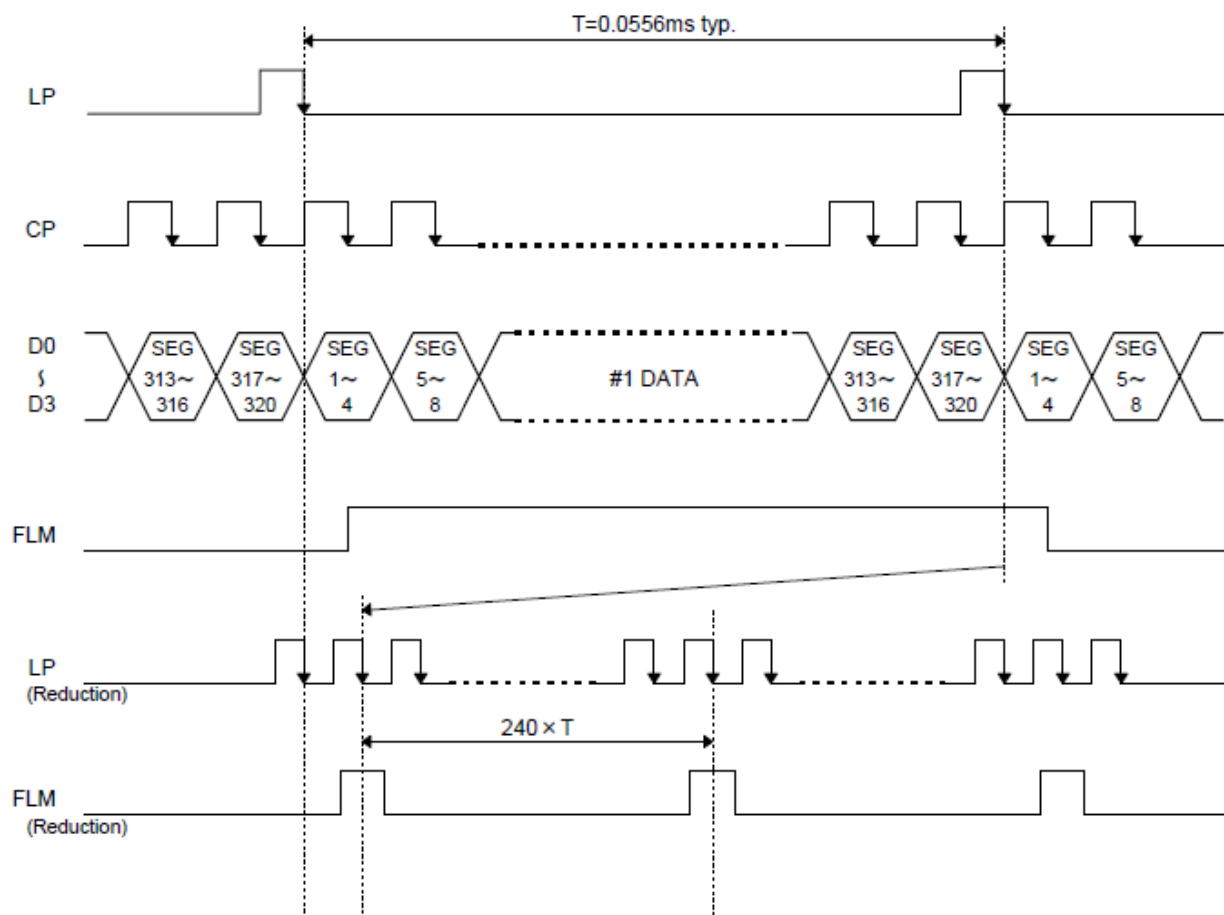 T=0.0556ms typ.
LP
CP
D0
∫
D3
SEG 313～ 316
SEG 317～ 320
SEG 1～ 4
SEG 5～ 8
#1 DATA
SEG 313～ 316
SEG 317～ 320
SEG 1～ 4
SEG 5～ 8
FLM
LP
(Reduction)
240×T
FLM
(Reduction)